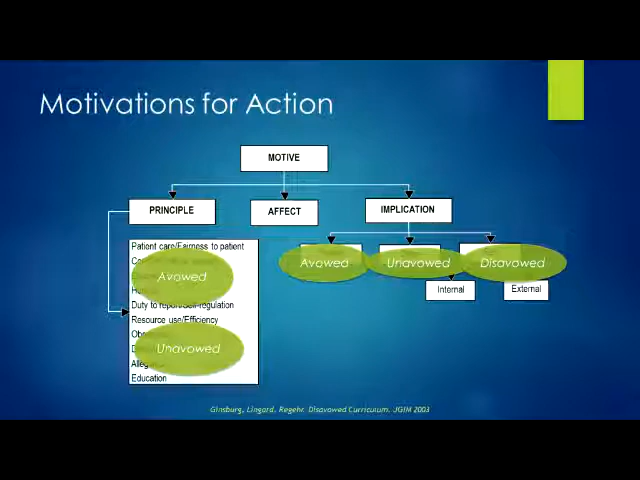 Motivations for Action
MOTIVE
PRINCIPLE
AFFECT
IMPLICATION
Patient care/Fairness to patient
Avowed
Duty to report/Self-regulation
Resource use/Efficiency
Unavowed
Education
Avowed
Unavowed
Disavowed
Internal
External
Ginsburg, Lingard, Regehr. Disavowed Curriculum. JGIM 2003